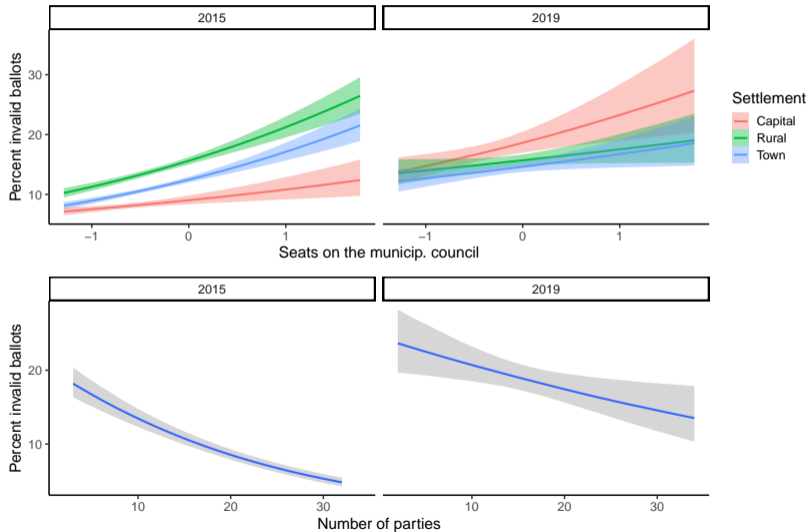 2015 2019
Percent invalid ballots
30
20
10
−1 0 1 −1 0 1
Seats on the municip. council
Settlement
Capital
Rural
Town
2015 2019
Percent invalid ballots
20
10
10 20 30 10 20 30
Number of parties